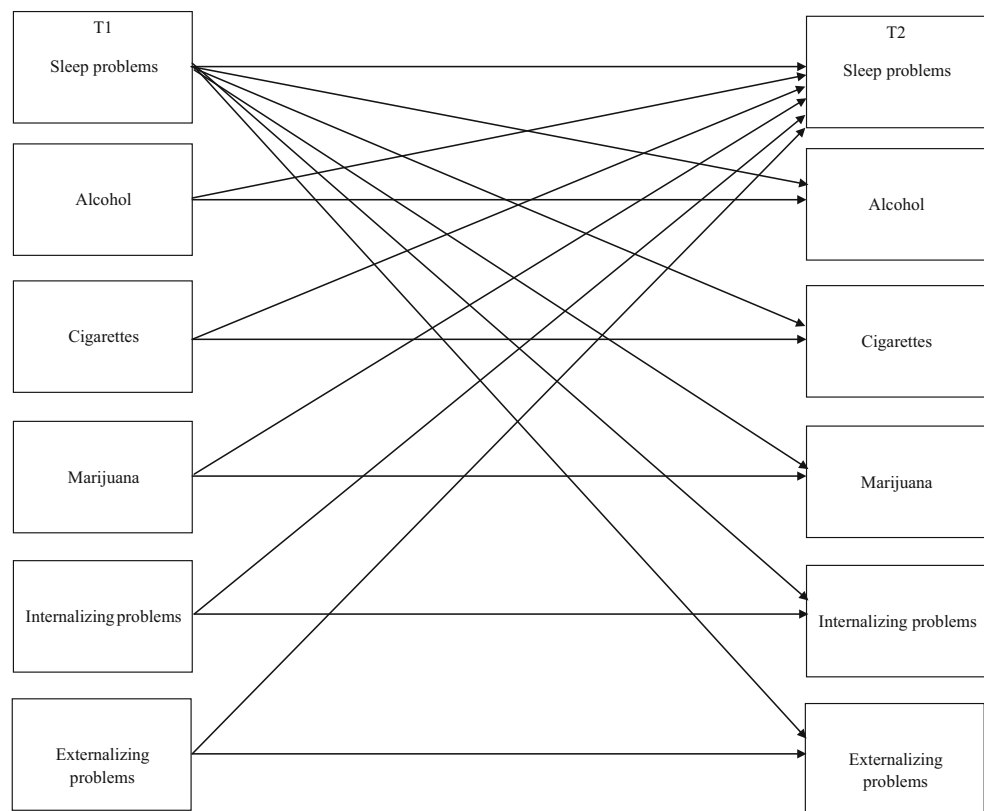 T1
Sleep problems
Alcohol
Cigarettes
Marijuana
Internalizing problems
Externalizing
problems
T2
Sleep problems
Alcohol
Cigarettes
Marijuana
Internalizing problems
Externalizing
problems